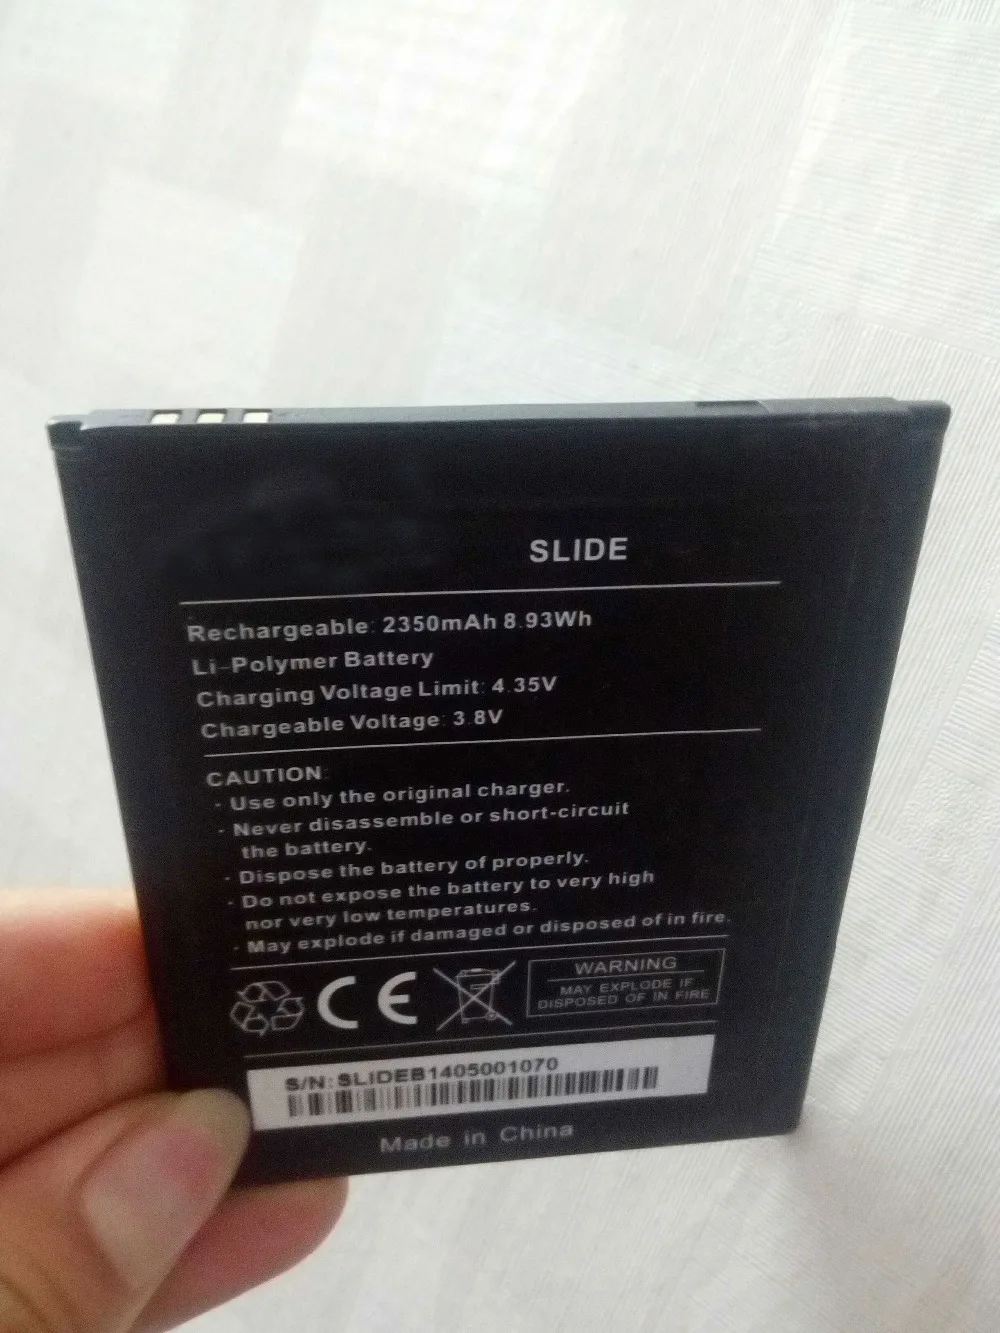 SLIDE
Rechargeable: 2350mAh 8.93Wh
Li-Polymer Battery
Charging Voltage Limit: 4.35V
Chargeable Voltage: 3.8V
CAUTION:
· Use only the original charger.
· Never disassemble or short-circuit
the battery.
· Dispose the battery of properly.
· Do not expose the battery to very high
nor very low temperatures.
· May explode if damaged or disposed of in fire.
CE
WARNING
MAY EXPLODE IF
DISPOSED OF IN FIRE
S/N: SLIDEB1405001070
Made in China